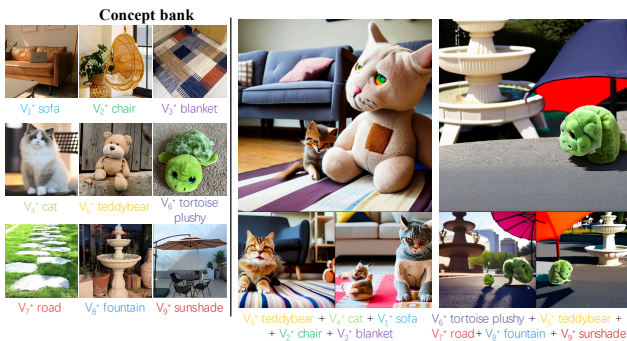 Concept bank
V₁* sofa
V₂* chair
V₃* blanket
V₄* cat
V₅* teddybear
V₆* tortoise
plushy
V₇* road
V₈* fountain
V₉* sunshade
V₅* teddybear + V₄* cat + V₁* sofa
+ V₂* chair + V₃* blanket
V₆* tortoise plushy + V₅* teddybear +
V₇* road+ V₈* fountain + V₉* sunshade